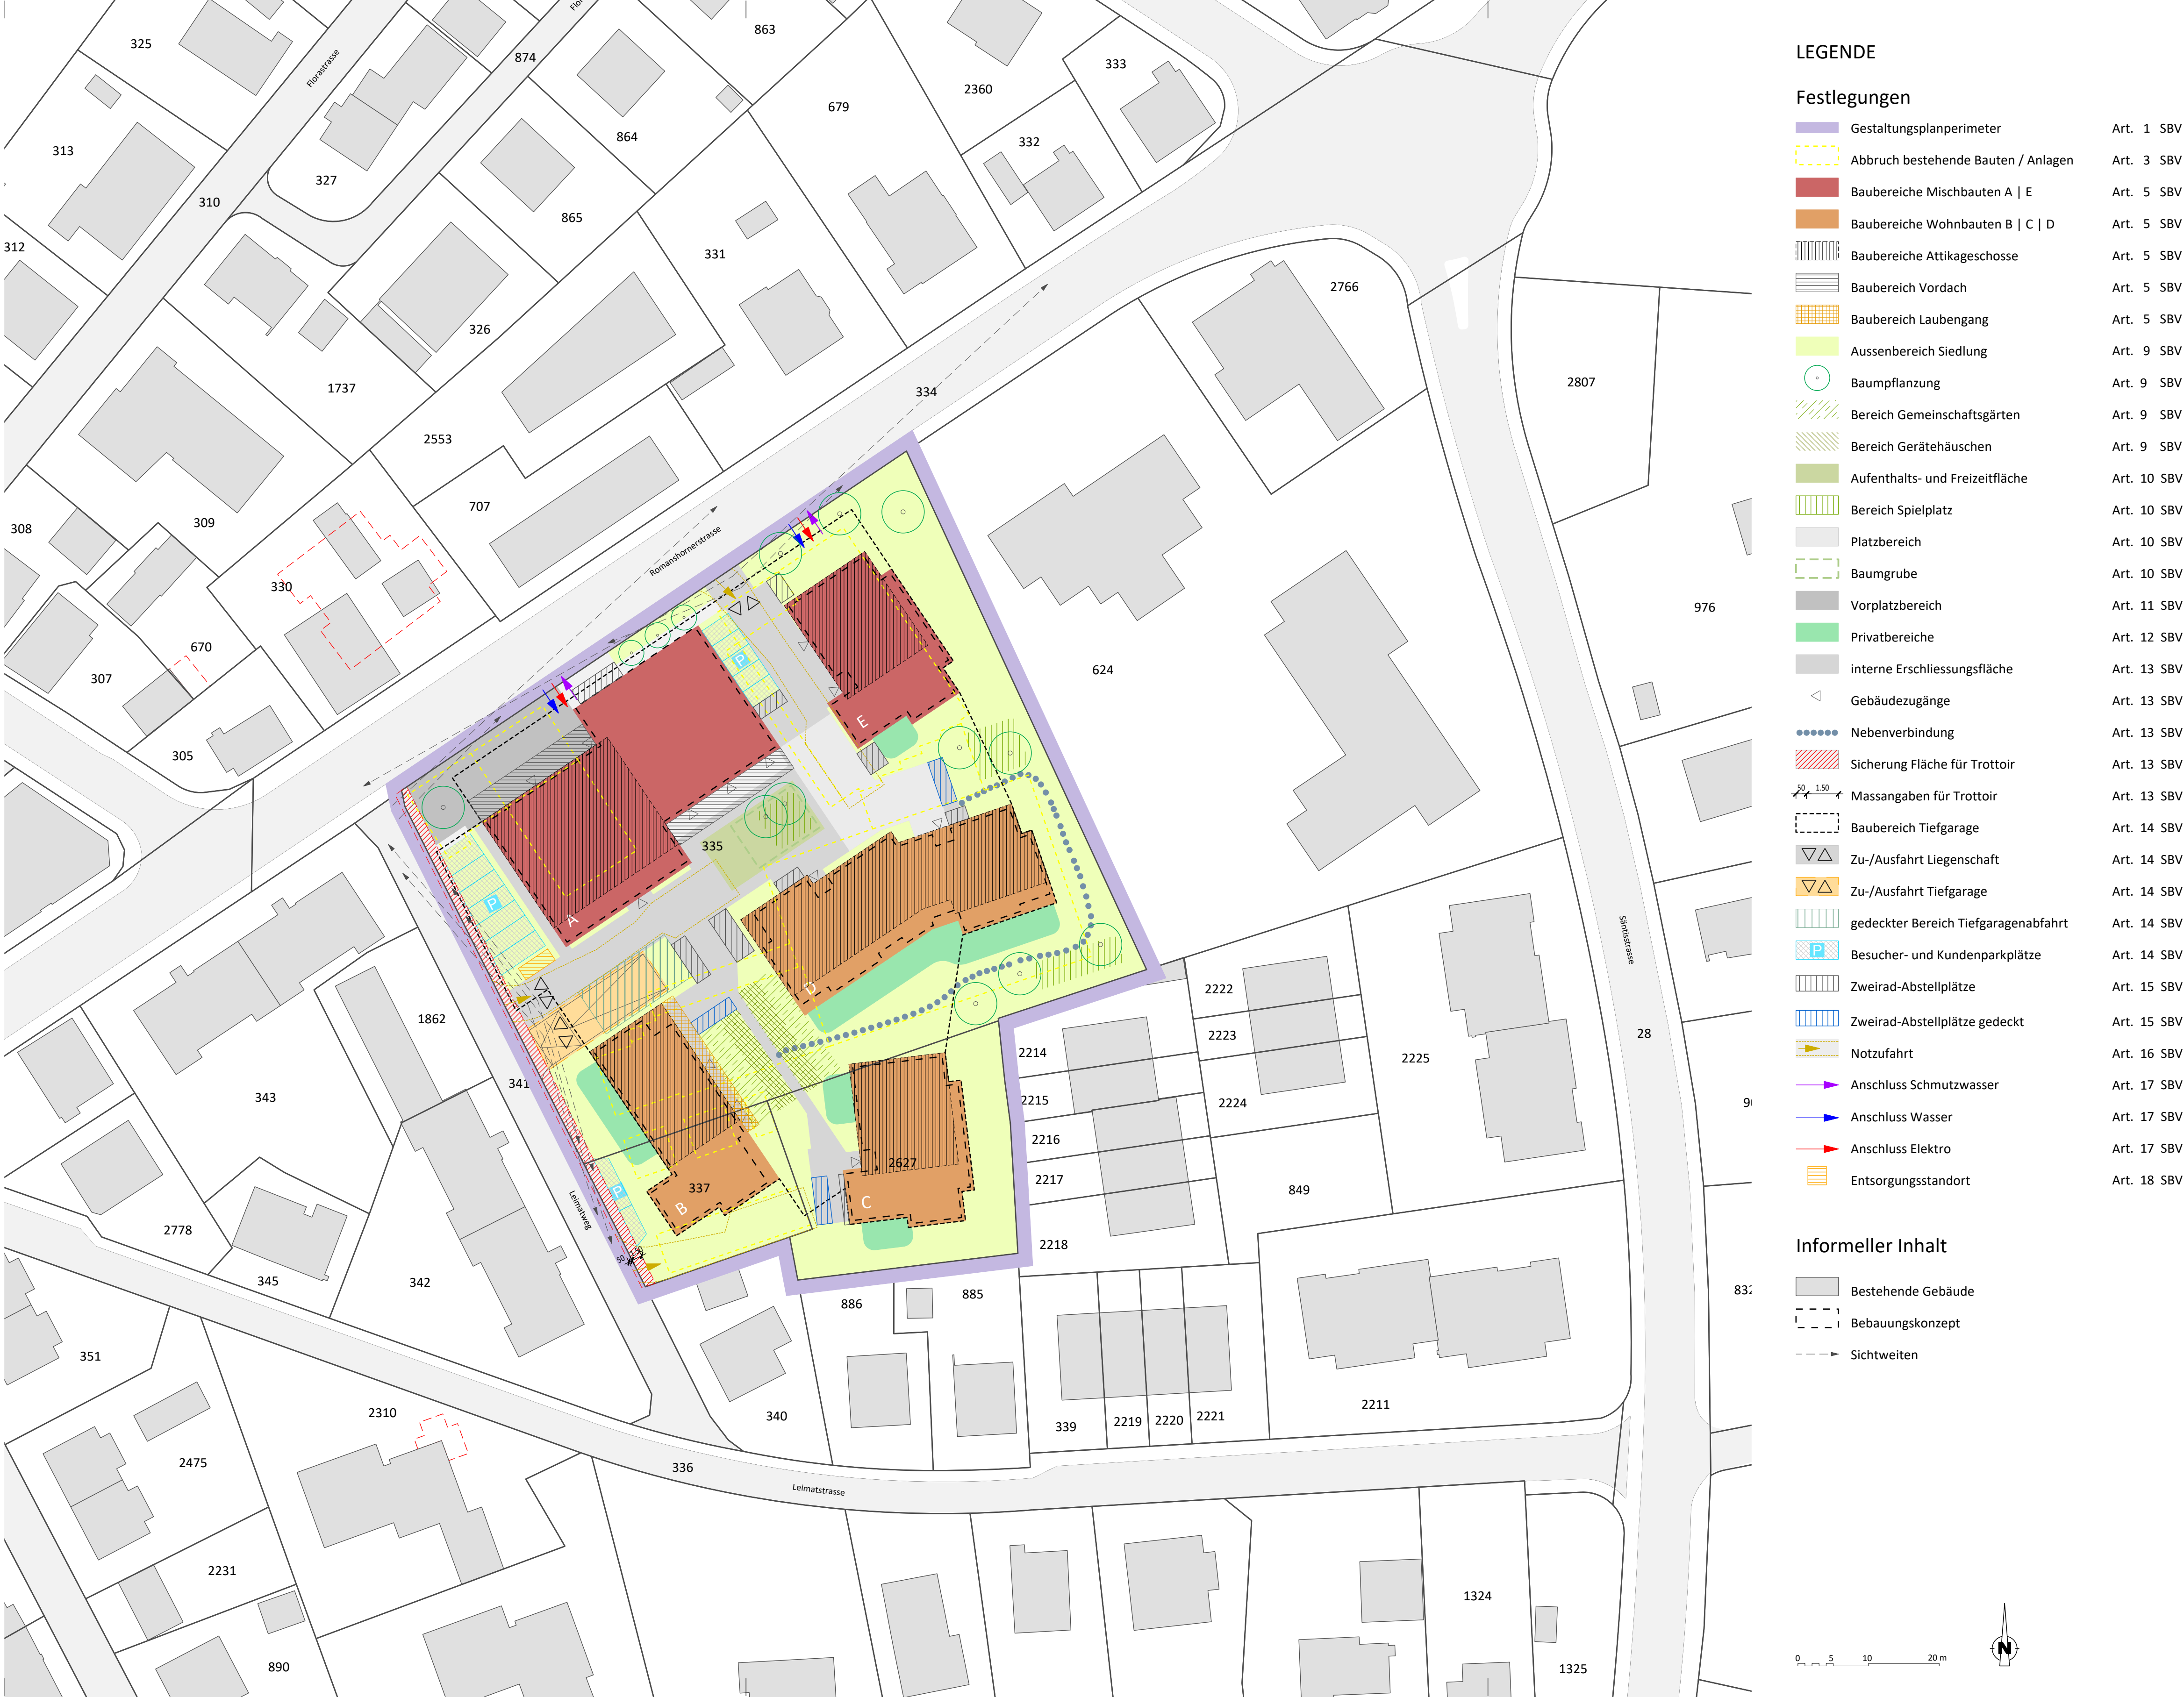 LEGENDE
Festlegungen
Gestaltungsplanperimeter Art. 1 SBV
Abbruch bestehende Bauten / Anlagen Art. 3 SBV
Baubereiche Mischbauten A | E Art. 5 SBV
Baubereiche Wohnbauten B | C | D Art. 5 SBV
Baubereiche Attikageschosse Art. 5 SBV
Baubereich Vordach Art. 5 SBV
Baubereich Laubengang Art. 5 SBV
Aussenbereich Siedlung Art. 9 SBV
Baumpflanzung Art. 9 SBV
Bereich Gemeinschaftsgärten Art. 9 SBV
Bereich Gerätehäuschen Art. 9 SBV
Aufenthalts- und Freizeitfläche Art. 10 SBV
Bereich Spielplatz Art. 10 SBV
Platzbereich Art. 10 SBV
Baumgrube Art. 10 SBV
Vorplatzbereich Art. 11 SBV
Privatbereiche Art. 12 SBV
interne Erschliessungsfläche Art. 13 SBV
Gebäudezugänge Art. 13 SBV
Nebenverbindung Art. 13 SBV
Sicherung Fläche für Trottoir Art. 13 SBV
50 1.50 Massangaben für Trottoir Art. 13 SBV
Baubereich Tiefgarage Art. 14 SBV
Zu-/Ausfahrt Liegenschaft Art. 14 SBV
Zu-/Ausfahrt Tiefgarage Art. 14 SBV
gedeckter Bereich Tiefgaragenabfahrt Art. 14 SBV
P Besucher- und Kundenparkplätze Art. 14 SBV
Zweirad-Abstellplätze Art. 15 SBV
Zweirad-Abstellplätze gedeckt Art. 15 SBV
Notzufahrt Art. 16 SBV
Anschluss Schmutzwasser Art. 17 SBV
Anschluss Wasser Art. 17 SBV
Anschluss Elektro Art. 17 SBV
Entsorgungsstandort Art. 18 SBV
Informeller Inhalt
Bestehende Gebäude
Bebauungskonzept
Sichtweiten
0 5 10 20 m
N
325
Florastrasse
874
863
679
2360
333
313
327
864
332
310
865
312
331
2766
326
2807
1737
334
2553
707
308
309
Romanshornerstrasse
330
976
670
307
624
P
305
E
335
P
A
Säntisstrasse
D
2222
1862
2223
28
2214
2225
341
343
2215
2224
2216
2627
2217
849
P
337
B
C
Leimatweg
2778
2218
50
345
342
886
885
832
351
2310
340
339
2219
2220
2221
2211
2475
336
Leimatstrasse
2231
1324
890
1325